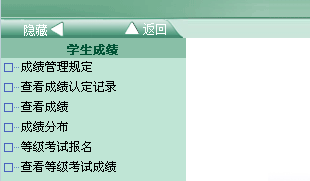 隐藏 返回
学生成绩
成绩管理规定
查看成绩认定记录
查看成绩
成绩分布
等级考试报名
查看等级考试成绩